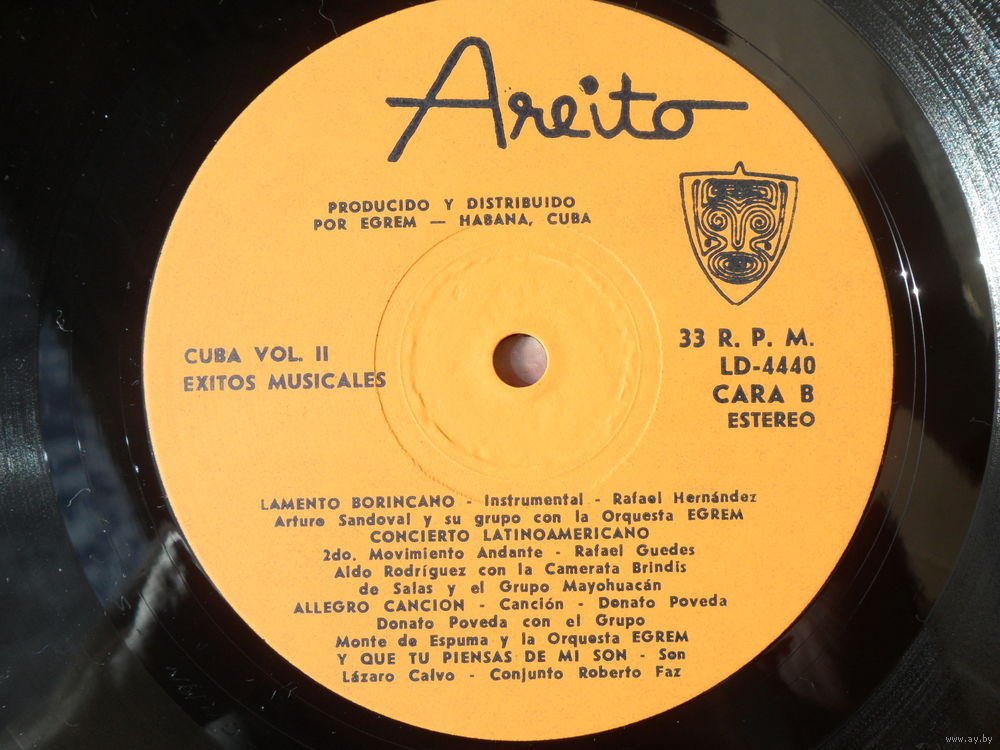 Areito
PRODUCIDO Y DISTRIBUIDO
POR EGREM — HABANA, CUBA
CUBA VOL. II
EXITOS MUSICALES
33 R. P. M.
LD-4440
CARA B
ESTEREO
LAMENTO BORINCANO - Instrumental - Rafael Hernández
Arturo Sandoval y su grupo con la Orquesta EGREM
CONCIERTO LATINOAMERICANO
2do. Movimiento Andante - Rafael Guedes
Aldo Rodríguez con la Camerata Brindis
de Salas y el Grupo Mayohuacán
ALLEGRO CANCION - Canción - Donato Poveda
Donato Poveda con el Grupo
Monte de Espuma y la Orquesta EGREM
Y QUE TU PIENSAS DE MI SON - Son
Lázaro Calvo - Conjunto Roberto Faz
www.ay.by